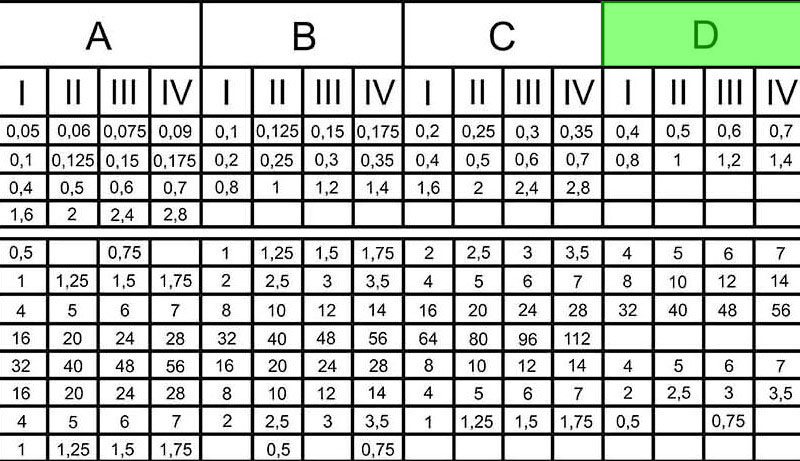 A B C D
I II III IV I II III IV I II III IV I II III IV
0,05 0,06 0,075 0,09 0,1 0,125 0,15 0,175 0,2 0,25 0,3 0,35 0,4 0,5 0,6 0,7
0,1 0,125 0,15 0,175 0,2 0,25 0,3 0,35 0,4 0,5 0,6 0,7 0,8 1 1,2 1,4
0,4 0,5 0,6 0,7 0,8 1 1,2 1,4 1,6 2 2,4 2,8
1,6 2 2,4 2,8
0,5 0,75 1 1,25 1,5 1,75 2 2,5 3 3,5 4 5 6 7
1 1,25 1,5 1,75 2 2,5 3 3,5 4 5 6 7 8 10 12 14
4 5 6 7 8 10 12 14 16 20 24 28 32 40 48 56
16 20 24 28 32 40 48 56 64 80 96 112
32 40 48 56 16 20 24 28 8 10 12 14 4 5 6 7
16 20 24 28 8 10 12 14 4 5 6 7 2 2,5 3 3,5
4 5 6 7 2 2,5 3 3,5 1 1,25 1,5 1,75 0,5 0,75
1 1,25 1,5 1,75 0,5 0,75